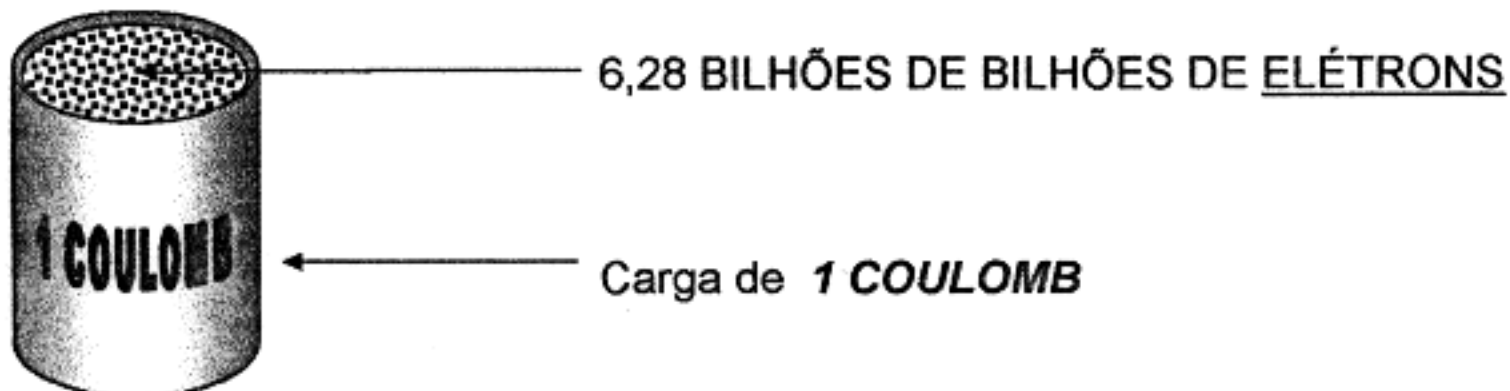 6,28 BILHÕES DE BILHÕES DE ELÉTRONS
1 COULOMB
Carga de 1 COULOMB